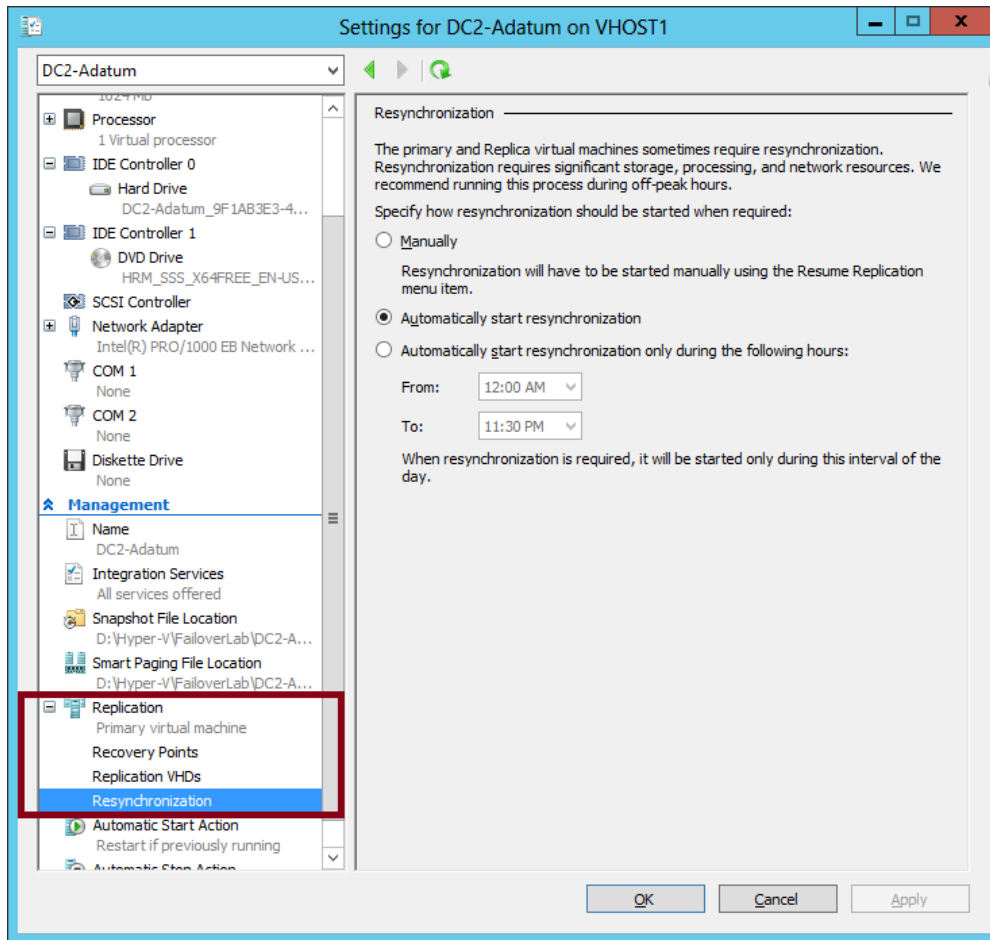 Settings for DC2-Adatum on VHOST1
DC2-Adatum
1024 MB
Processor
1 Virtual processor
IDE Controller 0
Hard Drive
DC2-Adatum_9F1AB3E3-4...
IDE Controller 1
DVD Drive
HRM_SSS_X64FREE_EN-US...
SCSI Controller
Network Adapter
Intel(R) PRO/1000 EB Network ...
COM 1
None
COM 2
None
Diskette Drive
None
Management
Name
DC2-Adatum
Integration Services
All services offered
Snapshot File Location
D:\Hyper-V\FailoverLab\DC2-A...
Smart Paging File Location
D:\Hyper-V\FailoverLab\DC2-A...
Replication
Primary virtual machine
Recovery Points
Replication VHDs
Resynchronization
Automatic Start Action
Restart if previously running
Automatic Stop Action
Resynchronization
The primary and Replica virtual machines sometimes require resynchronization.
Resynchronization requires significant storage, processing, and network resources. We
recommend running this process during off-peak hours.
Specify how resynchronization should be started when required:
Manually
Resynchronization will have to be started manually using the Resume Replication
menu item.
Automatically start resynchronization
Automatically start resynchronization only during the following hours:
From: 12:00 AM
To: 11:30 PM
When resynchronization is required, it will be started only during this interval of the
day.
OK Cancel Apply